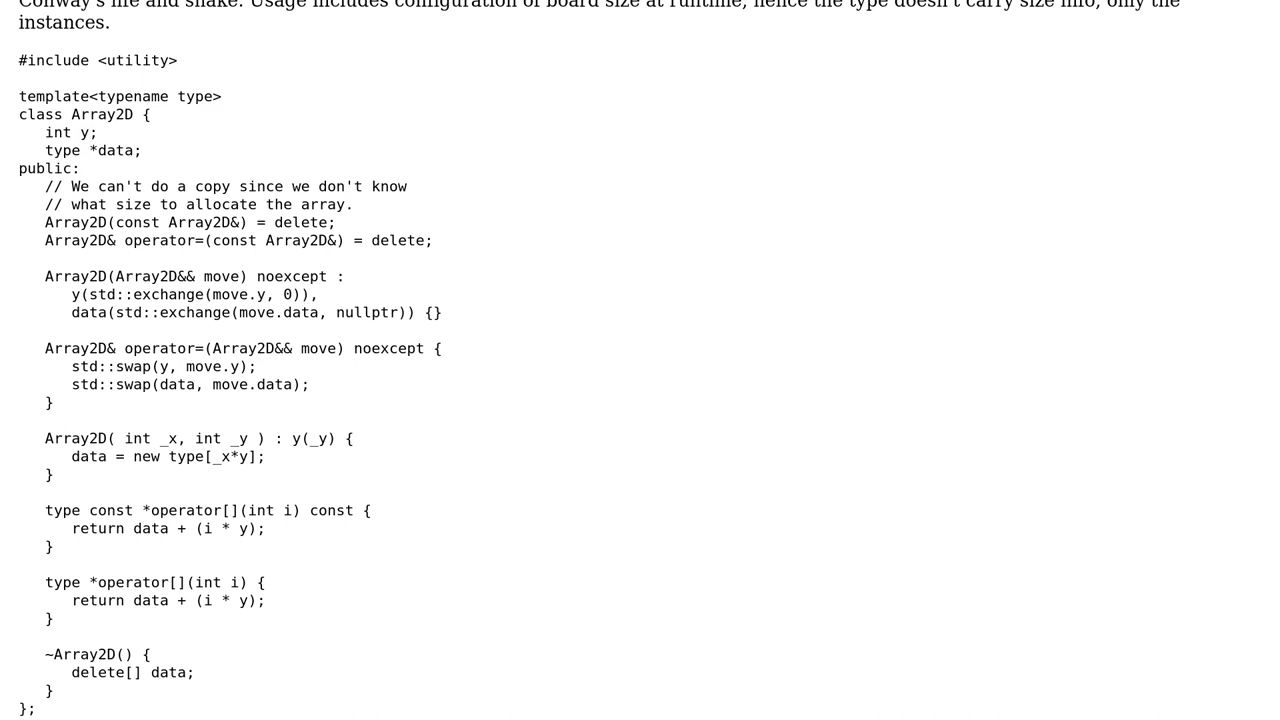 Conway's life and snake. Usage includes configuration of board size at runtime, hence the type doesn't carry size info, only the
instances.
#include <utility>
template<typename type>
class Array2D {
int y;
type *data;
public:
// We can't do a copy since we don't know
// what size to allocate the array.
Array2D(const Array2D&) = delete;
Array2D& operator=(const Array2D&) = delete;
Array2D(Array2D&& move) noexcept :
y(std::exchange(move.y, 0)),
data(std::exchange(move.data, nullptr)) {}
Array2D& operator=(Array2D&& move) noexcept {
std::swap(y, move.y);
std::swap(data, move.data);
}
Array2D( int _x, int _y ) : y(_y) {
data = new type[_x*y];
}
type const *operator[](int i) const {
return data + (i * y);
}
type *operator[](int i) {
return data + (i * y);
}
~Array2D() {
delete[] data;
}
};